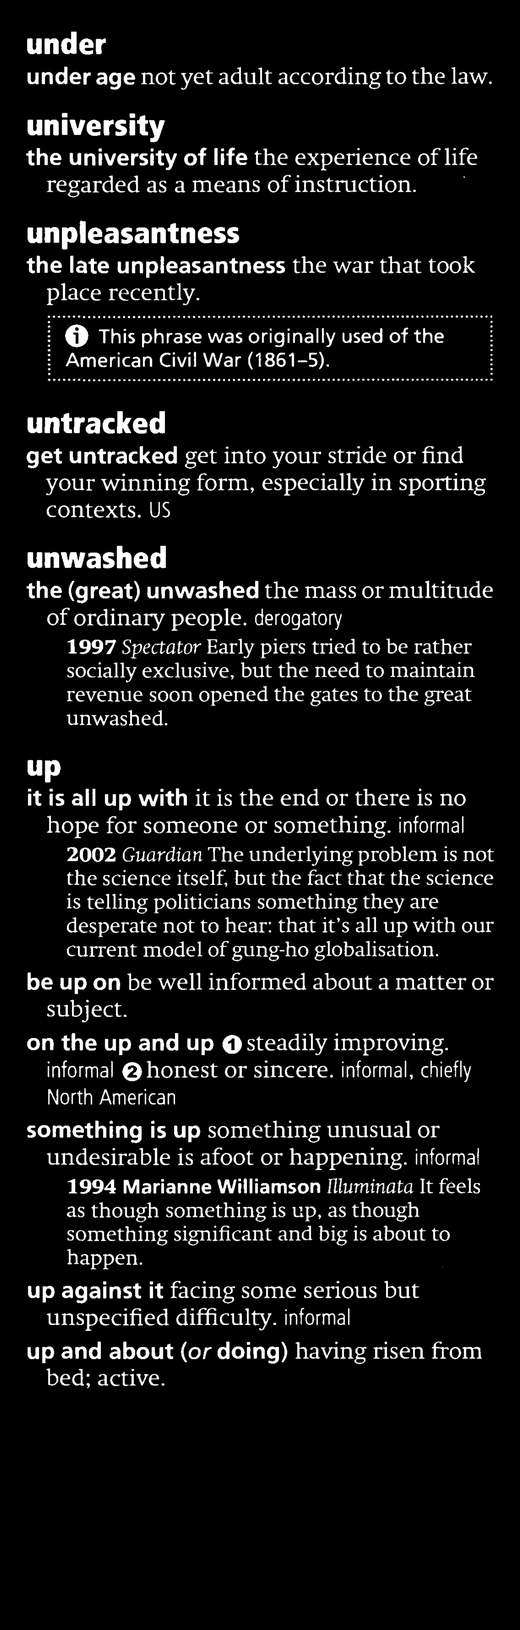 under
under age not yet adult according to the law.
university
the university of life the experience of life
regarded as a means of instruction.
unpleasantness
the late unpleasantness the war that took
place recently.
i This phrase was originally used of the
American Civil War (1861–5).
untracked
get untracked get into your stride or find
your winning form, especially in sporting
contexts. US
unwashed
the (great) unwashed the mass or multitude
of ordinary people. derogatory
1997 Spectator Early piers tried to be rather
socially exclusive, but the need to maintain
revenue soon opened the gates to the great
unwashed.
up
it is all up with it is the end or there is no
hope for someone or something. informal
2002 Guardian The underlying problem is not
the science itself, but the fact that the science
is telling politicians something they are
desperate not to hear: that it's all up with our
current model of gung-ho globalisation.
be up on be well informed about a matter or
subject.
on the up and up ❶ steadily improving.
informal ❷ honest or sincere. informal, chiefly
North American
something is up something unusual or
undesirable is afoot or happening. informal
1994 Marianne Williamson Illuminata It feels
as though something is up, as though
something significant and big is about to
happen.
up against it facing some serious but
unspecified difficulty. informal
up and about (or doing) having risen from
bed; active.